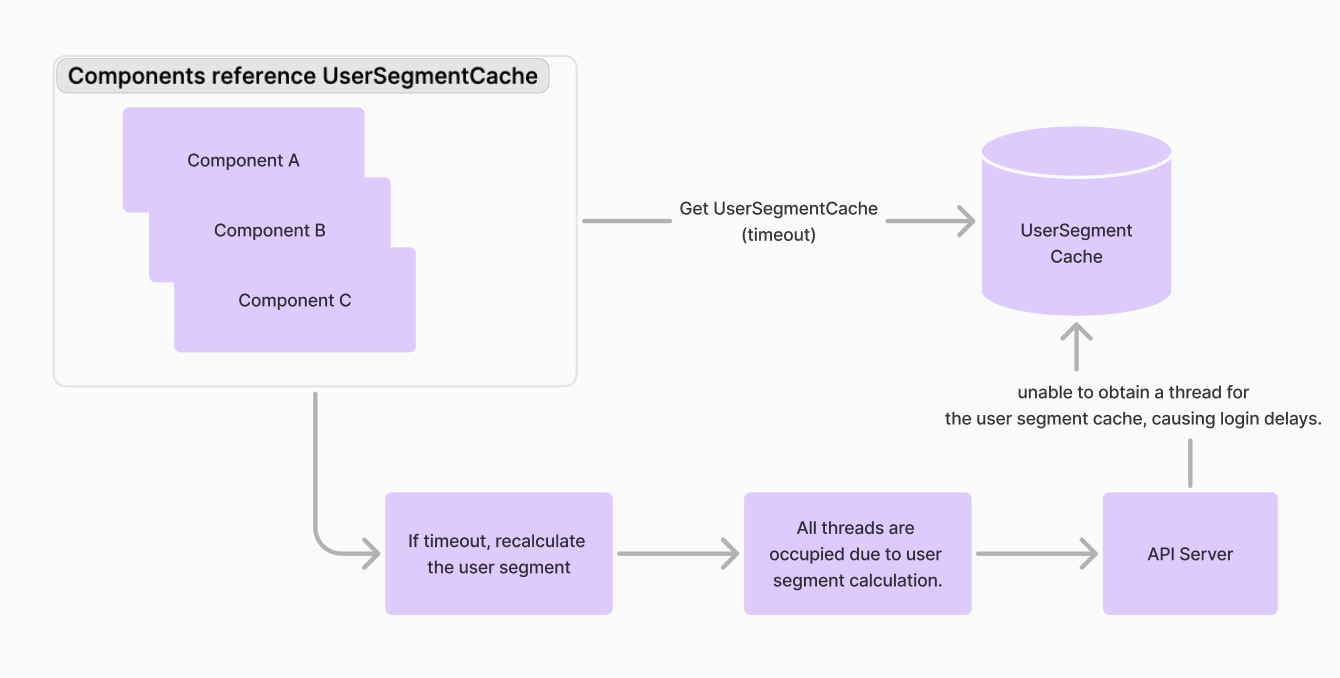 Components reference UserSegmentCache
Component A
Component B
Component C
Get UserSegmentCache
(timeout)
UserSegment
Cache
unable to obtain a thread for
the user segment cache, causing login delays.
If timeout, recalculate
the user segment
All threads are
occupied due to user
segment calculation.
API Server